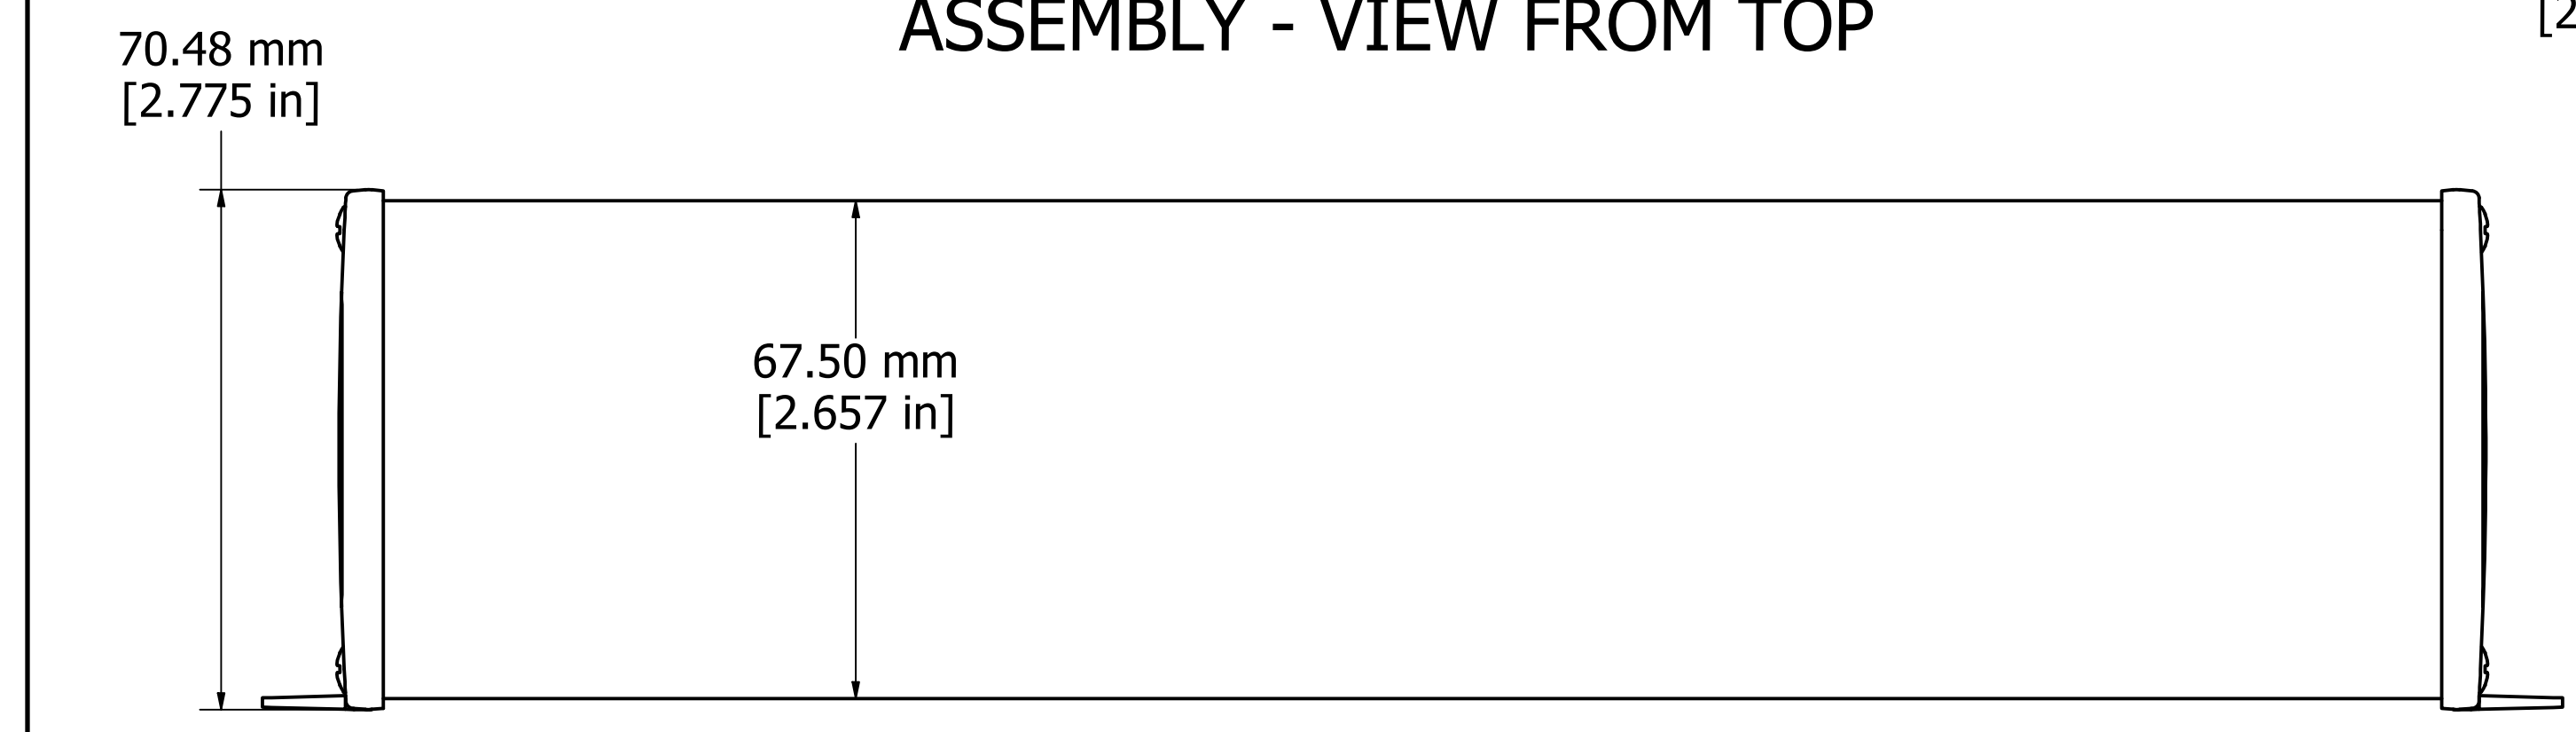 ASSEMBLY - VIEW FROM TOP
70.48 mm
[2.775 in]
67.50 mm
[2.657 in]